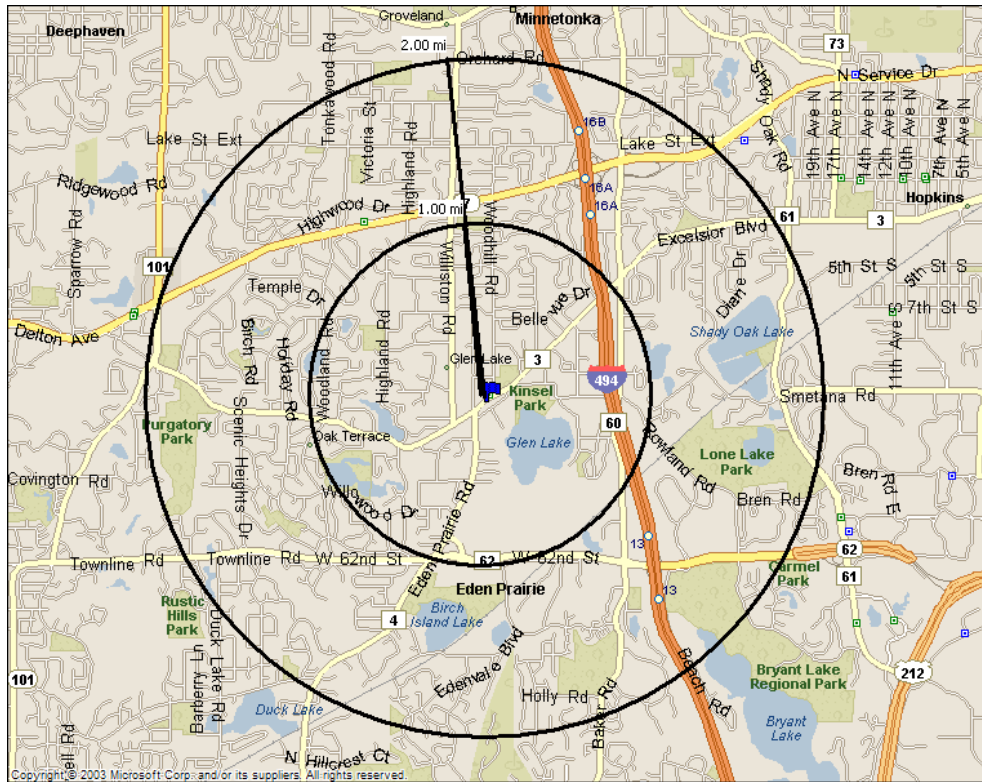 Groveland
Minnetonka
Deephaven
2.00 mi
Orchard Rd
73
N Service Dr
Tonkawood Rd
Victoria St
Highland Rd
Shady Oak Rd
19th Ave N
17th Ave N
14th Ave N
12th Ave N
10th Ave N
7th Ave N
5th Ave N
16B
Lake St Ext
Lake St Ext
Ridgewood Rd
16A
16A
Highwood Dr
1.00 mi
7
Hopkins
61
3
Excelsior Blvd
Sparrow Rd
101
Williston Rd
Woodhill Rd
5th St S
5th St S
7th St S
Temple Dr
Belle vue Dr
Diane Dr
Delton Ave
Birch Rd
Holiday Rd
Woodland Rd
Highland Rd
Shady Oak Lake
11th Ave S
Glen Lake
3
494
Kinsel
Park
Smetana Rd
Purgatory
Park
Scenic Heights Dr
Oak Terrace
60
Glen Lake
Rowland Rd
Lone Lake
Park
Covington Rd
Willo wood Dr
Bren Rd
Bren Rd E
Eden Prairie Rd
13
Townline Rd
Townline Rd
W 62nd St
62
W 62nd St
62
Carmel
Park
61
Eden Prairie
Rustic
Hills
Park
Birch
Island Lake
13
4
Duck Lake Rd
Barberry Ln
Edenvale Blvd
Beach Rd
Bryant Lake
Regional Park
212
101
Duck Lake
Holly Rd
Baker Rd
Bryant
Lake
N Hillcrest Ct
ell Rd
Copyright © 2003 Microsoft Corp. and/or its suppliers. All rights reserved.